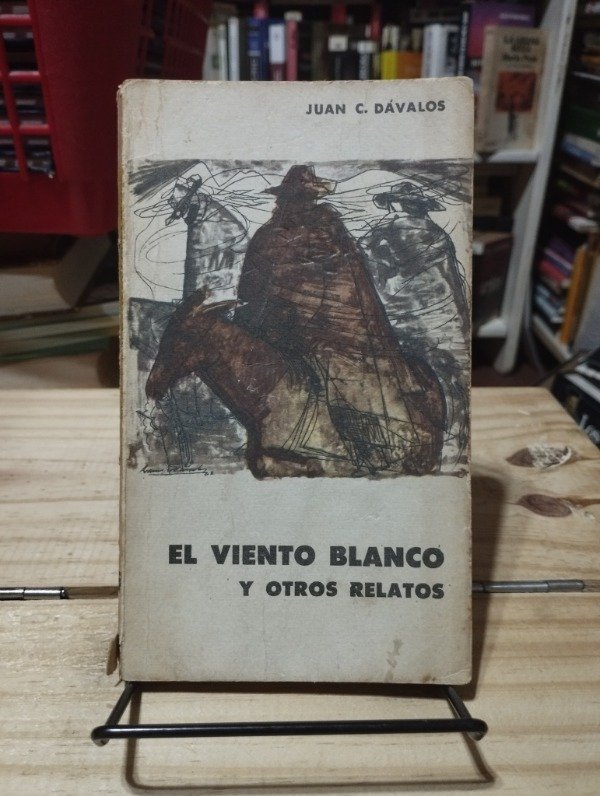 JUAN C. DÁVALOS
EL VIENTO BLANCO
Y OTROS RELATOS